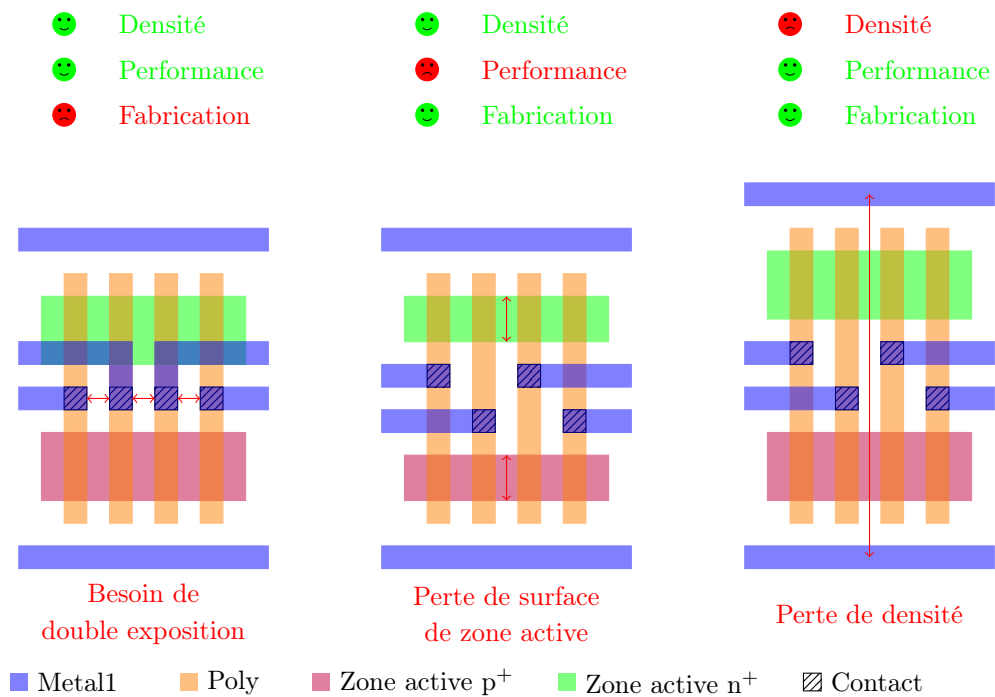 Densité
Performance
Fabrication
Densité
Performance
Fabrication
Densité
Performance
Fabrication
Besoin de
double exposition
Perte de surface
de zone active
Perte de densité
Metal1 Poly Zone active p⁺ Zone active n⁺ Contact